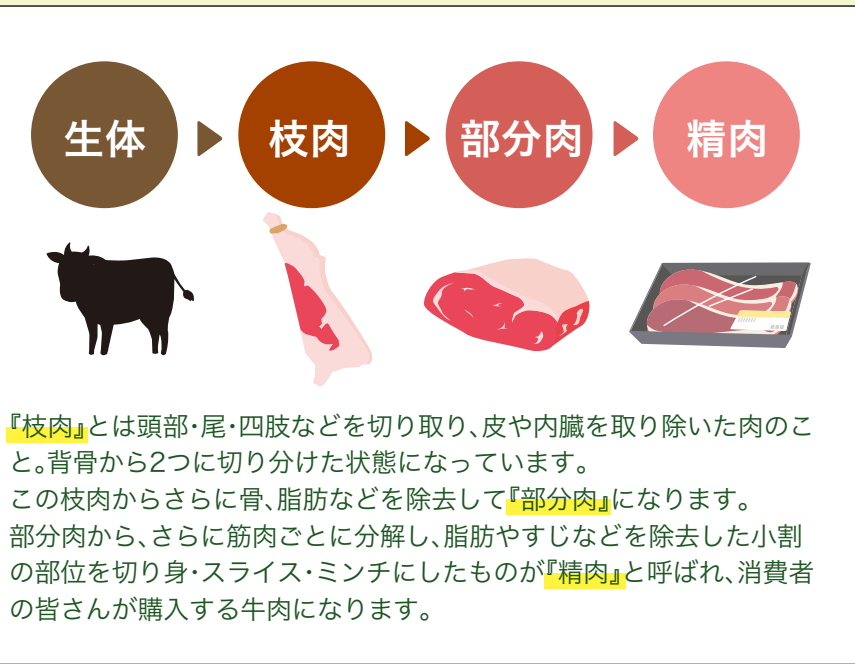 生体
枝肉
部分肉
精肉
『枝肉』とは頭部・尾・四肢などを切り取り、皮や内臓を取り除いた肉のこ
と。背骨から2つに切り分けた状態になっています。
この枝肉からさらに骨、脂肪などを除去して『部分肉』になります。
部分肉から、さらに筋肉ごとに分解し、脂肪やすじなどを除去した小割
の部位を切り身・スライス・ミンチにしたものが『精肉』と呼ばれ、消費者
の皆さんが購入する牛肉になります。